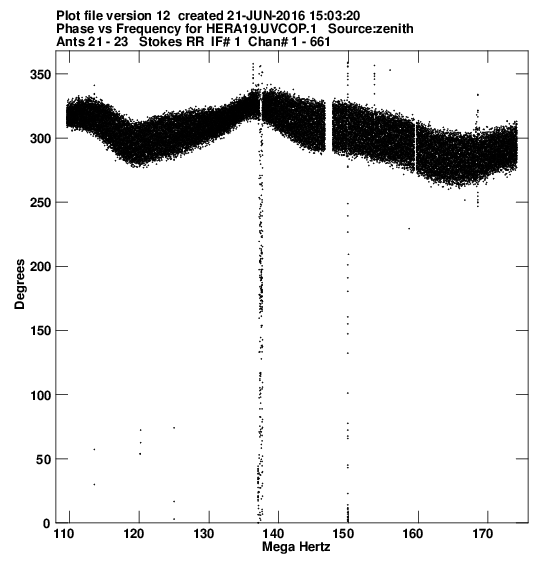 Plot file version 12 created 21-JUN-2016 15:03:20
Phase vs Frequency for HERA19.UVCOP.1 Source:zenith
Ants 21 - 23 Stokes RR IF# 1 Chan# 1 - 661
350
300
250
200
150
100
50
0
Degrees
110 120 130 140 150 160 170
Mega Hertz